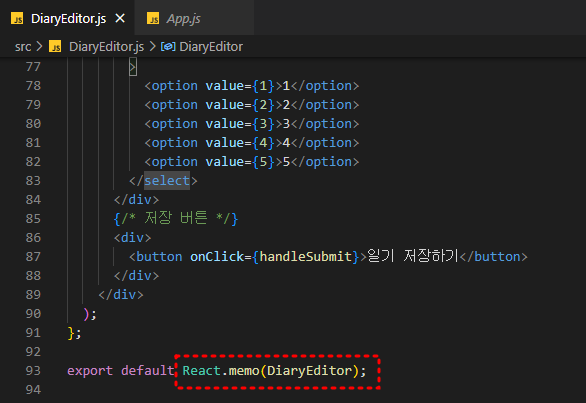 JS DiaryEditor.js ×
JS App.js
src > JS DiaryEditor.js > DiaryEditor
77 >
78 <option value={1}>1</option>
79 <option value={2}>2</option>
80 <option value={3}>3</option>
81 <option value={4}>4</option>
82 <option value={5}>5</option>
83 </select>
84 </div>
85 {/* 저장 버튼 */}
86 <div>
87 <button onClick={handleSubmit}>일기 저장하기</button>
88 </div>
89 </div>
90 );
91 };
92
93 export default React.memo(DiaryEditor);
94